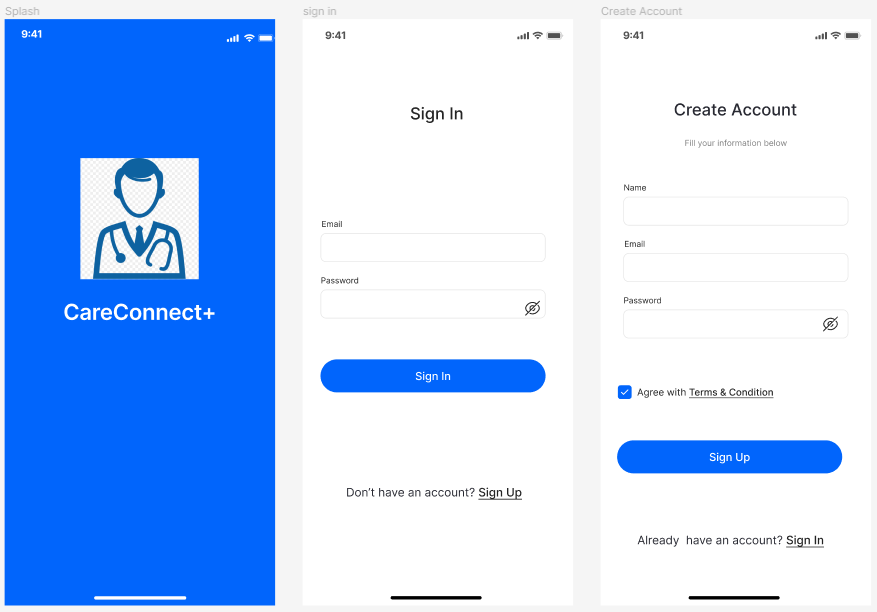 Splash
9:41
CareConnect+
sign in
9:41
Sign In
Email
Password
Sign In
Don't have an account? Sign Up
Create Account
9:41
Create Account
Fill your information below
Name
Email
Password
Agree with Terms & Condition
Sign Up
Already  have an account? Sign In